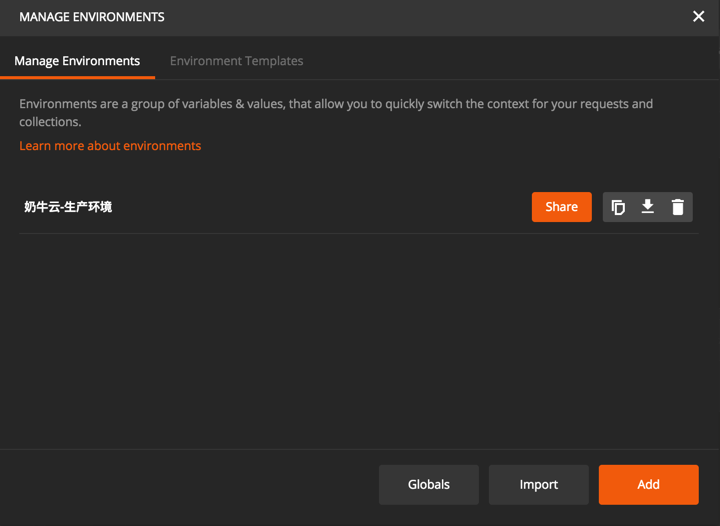 MANAGE ENVIRONMENTS
Manage Environments
Environment Templates
Environments are a group of variables & values, that allow you to quickly switch the context for your requests and
collections.
Learn more about environments
奶牛云-生产环境
Share
Globals
Import
Add